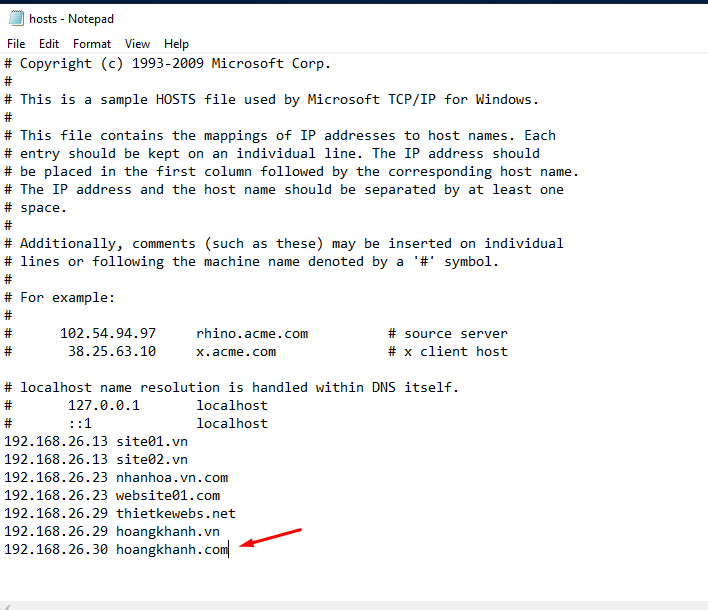 hosts - Notepad
File Edit Format View Help
# Copyright (c) 1993-2009 Microsoft Corp.
#
# This is a sample HOSTS file used by Microsoft TCP/IP for Windows.
#
# This file contains the mappings of IP addresses to host names. Each
# entry should be kept on an individual line. The IP address should
# be placed in the first column followed by the corresponding host name.
# The IP address and the host name should be separated by at least one
# space.
#
# Additionally, comments (such as these) may be inserted on individual
# lines or following the machine name denoted by a '#' symbol.
#
# For example:
#
#      102.54.94.97     rhino.acme.com          # source server
#       38.25.63.10     x.acme.com              # x client host

# localhost name resolution is handled within DNS itself.
#       127.0.0.1       localhost
#       ::1             localhost
192.168.26.13 site01.vn
192.168.26.13 site02.vn
192.168.26.23 nhanhoa.vn.com
192.168.26.23 website01.com
192.168.26.29 thietkewebs.net
192.168.26.29 hoangkhanh.vn
192.168.26.30 hoangkhanh.com